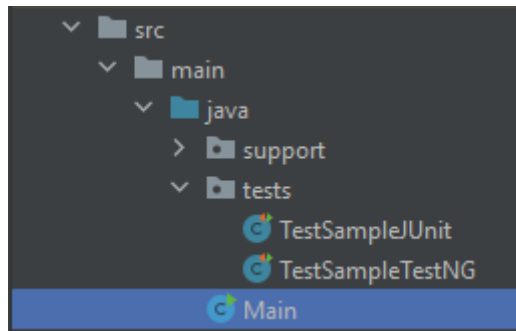 src
main
java
support
tests
TestSampleJUnit
TestSampleTestNG
Main